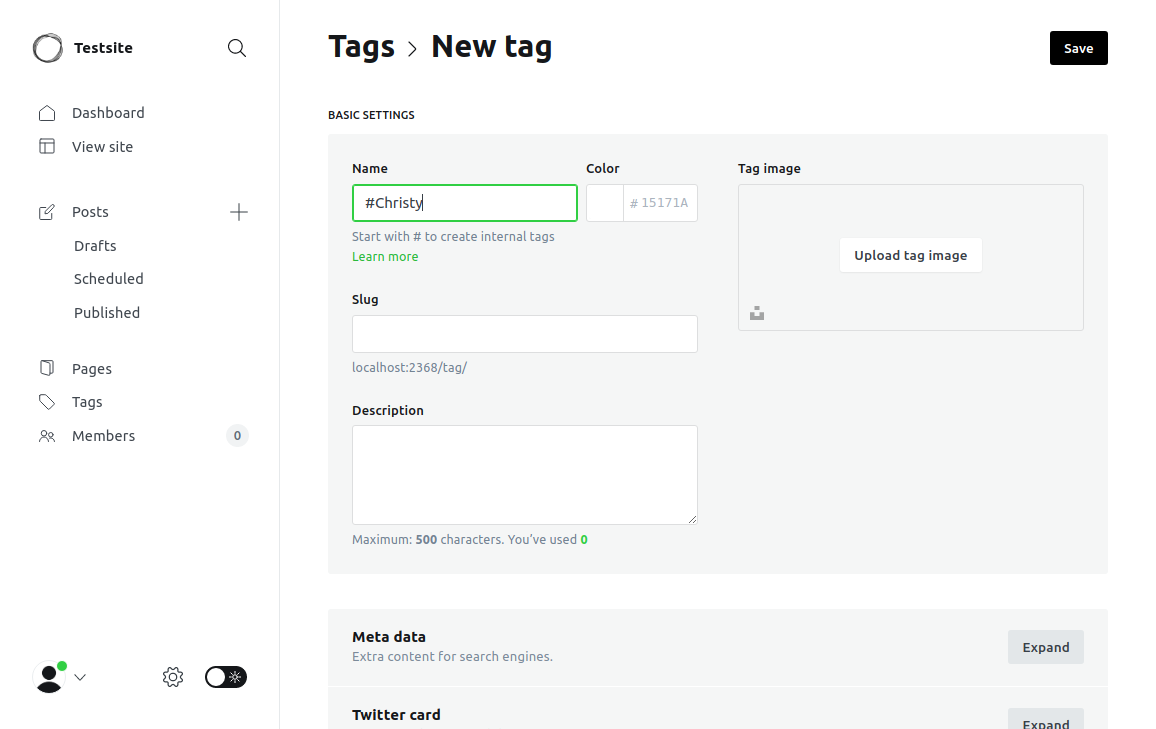 Testsite
Dashboard
View site
Posts
Drafts
Scheduled
Published
Pages
Tags
Members 0
Tags > New tag
Save
BASIC SETTINGS
Name
#Christy
Start with # to create internal tags
Learn more
Color
# 15171A
Slug
localhost:2368/tag/
Description
Maximum: 500 characters. You've used 0
Tag image
Upload tag image
Meta data
Extra content for search engines.
Expand
Twitter card
Expand